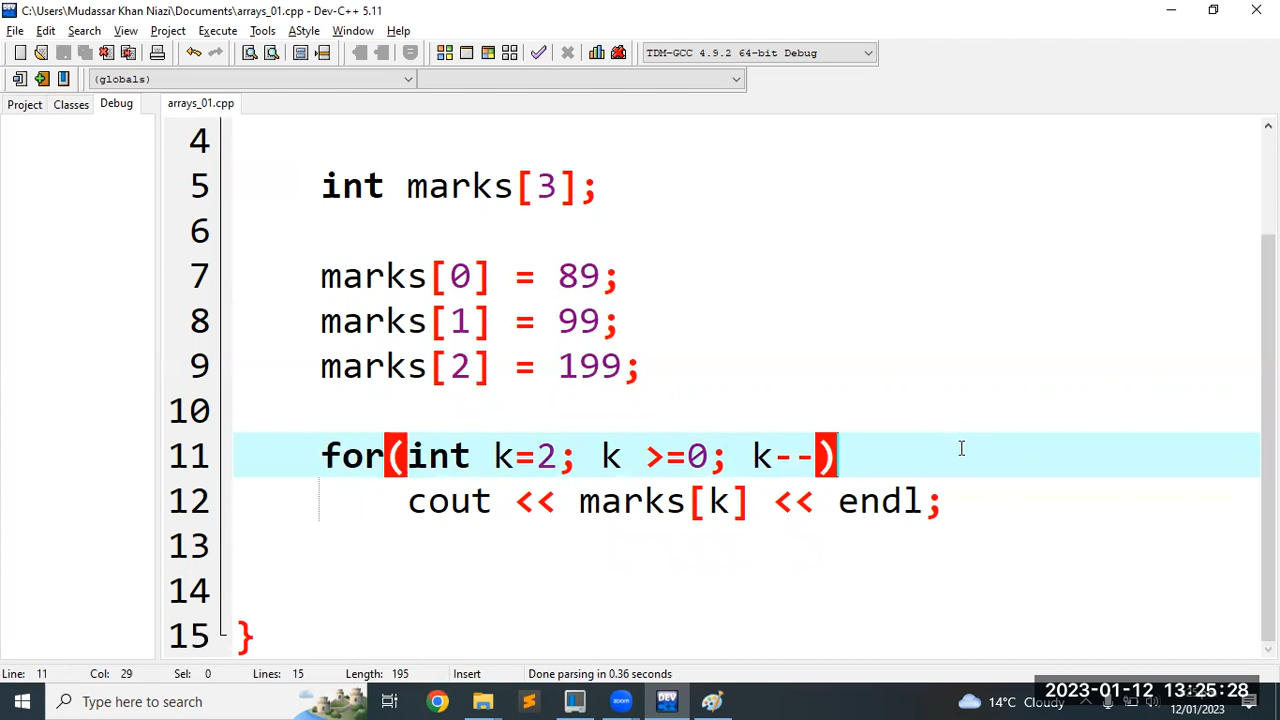 C:\Users\Mudassar Khan Niazi\Documents\arrays_01.cpp - Dev-C++ 5.11
File Edit Search View Project Execute Tools AStyle Window Help
TDM-GCC 4.9.2 64-bit Debug
(globals)
Project Classes Debug arrays_01.cpp
4
5 int marks[3];
6
7 marks[0] = 89;
8 marks[1] = 99;
9 marks[2] = 199;
10
11 for(int k=2; k >=0; k--)
12 cout << marks[k] << endl;
13
14
15 }
Line: 11 Col: 29 Sel: 0 Lines: 15 Length: 195 Insert Done parsing in 0.36 seconds
Type here to search DEV 14°C Cloudy 2023-01-12 13:25:28
12/01/2023